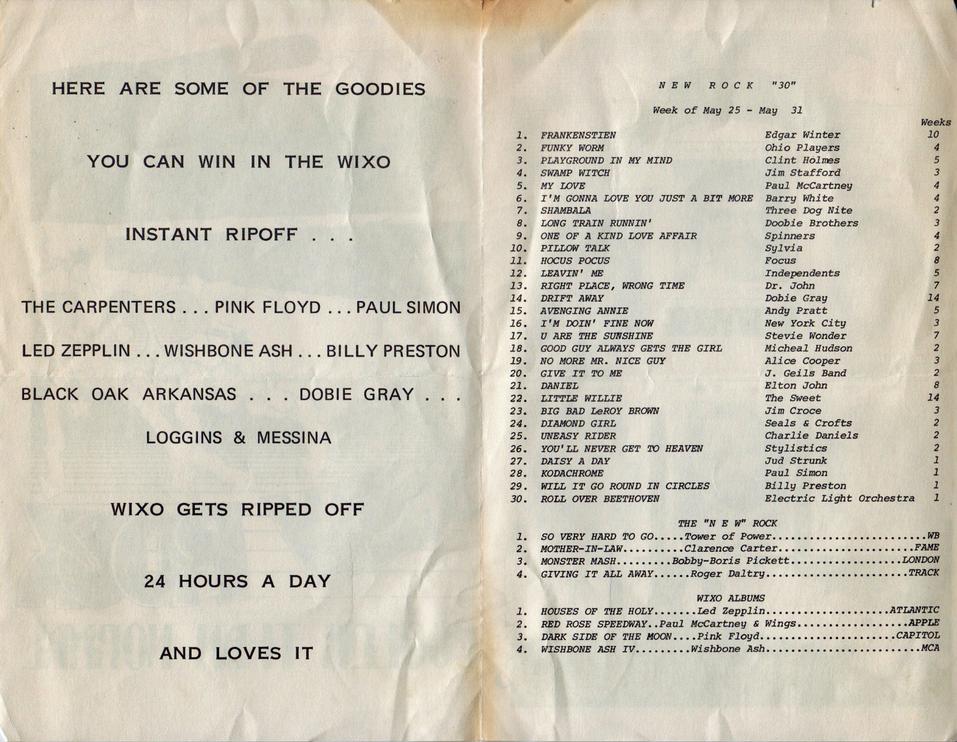 HERE ARE SOME OF THE GOODIES
YOU CAN WIN IN THE WIXO
INSTANT RIPOFF . . .
THE CARPENTERS . . . PINK FLOYD . . . PAUL SIMON
LED ZEPPLIN . . . WISHBONE ASH . . . BILLY PRESTON
BLACK OAK ARKANSAS . . . DOBIE GRAY . . .
LOGGINS & MESSINA
WIXO GETS RIPPED OFF
24 HOURS A DAY
AND LOVES IT
NEW ROCK "30"
Week of May 25 - May 31
Weeks
1. FRANKENSTIEN Edgar Winter 10
2. FUNKY WORM Ohio Players 4
3. PLAYGROUND IN MY MIND Clint Holmes 5
4. SWAMP WITCH Jim Stafford 3
5. MY LOVE Paul McCartney 4
6. I'M GONNA LOVE YOU JUST A BIT MORE Barry White 4
7. SHAMBALA Three Dog Nite 2
8. LONG TRAIN RUNNIN' Doobie Brothers 3
9. ONE OF A KIND LOVE AFFAIR Spinners 4
10. PILLOW TALK Sylvia 2
11. HOCUS POCUS Focus 8
12. LEAVIN' ME Independents 5
13. RIGHT PLACE, WRONG TIME Dr. John 7
14. DRIFT AWAY Dobie Gray 14
15. AVENGING ANNIE Andy Pratt 5
16. I'M DOIN' FINE NOW New York City 3
17. U ARE THE SUNSHINE Stevie Wonder 7
18. GOOD GUY ALWAYS GETS THE GIRL Micheal Hudson 2
19. NO MORE MR. NICE GUY Alice Cooper 3
20. GIVE IT TO ME J. Geils Band 2
21. DANIEL Elton John 8
22. LITTLE WILLIE The Sweet 14
23. BIG BAD LeROY BROWN Jim Croce 3
24. DIAMOND GIRL Seals & Crofts 2
25. UNEASY RIDER Charlie Daniels 2
26. YOU'LL NEVER GET TO HEAVEN Stylistics 2
27. DAISY A DAY Jud Strunk 1
28. KODACHROME Paul Simon 1
29. WILL IT GO ROUND IN CIRCLES Billy Preston 1
30. ROLL OVER BEETHOVEN Electric Light Orchestra 1
THE "N E W" ROCK
1. SO VERY HARD TO GO.....Tower of Power........................WB
2. MOTHER-IN-LAW..........Clarence Carter......................FAME
3. MONSTER MASH.........Bobby-Boris Pickett..................LONDON
4. GIVING IT ALL AWAY......Roger Daltry.......................TRACK
WIXO ALBUMS
1. HOUSES OF THE HOLY.......Led Zepplin....................ATLANTIC
2. RED ROSE SPEEDWAY..Paul McCartney & Wings..................APPLE
3. DARK SIDE OF THE MOON....Pink Floyd......................CAPITOL
4. WISHBONE ASH IV.........Wishbone Ash.........................MCA